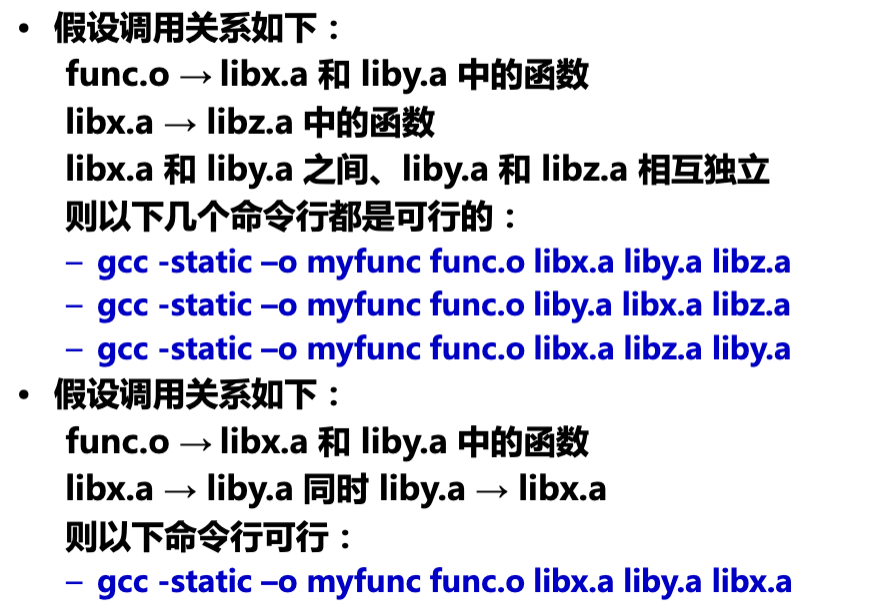 • 假设调用关系如下：
func.o → libx.a 和 liby.a 中的函数
libx.a → libz.a 中的函数
libx.a 和 liby.a 之间、liby.a 和 libz.a 相互独立
则以下几个命令行都是可行的：
– gcc -static –o myfunc func.o libx.a liby.a libz.a
– gcc -static –o myfunc func.o liby.a libx.a libz.a
– gcc -static –o myfunc func.o libx.a libz.a liby.a
• 假设调用关系如下：
func.o → libx.a 和 liby.a 中的函数
libx.a → liby.a 同时 liby.a → libx.a
则以下命令行可行：
– gcc -static –o myfunc func.o libx.a liby.a libx.a